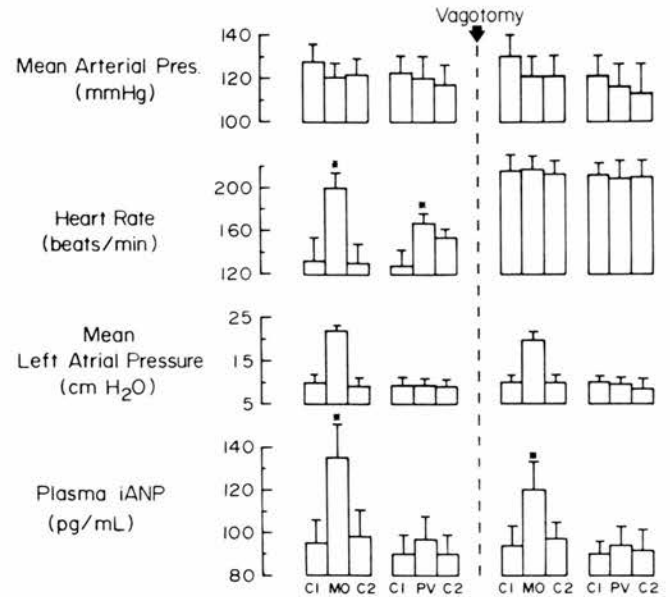 Vagotomy
Mean Arterial Pres.
(mmHg)
140
120
100
Heart Rate
(beats/min)
200
160
120
Mean
Left Atrial Pressure
(cm H₂O)
25
15
5
Plasma iANP
(pg/mL)
140
120
100
80
C1 MO C2 C1 PV C2 C1 MO C2 C1 PV C2